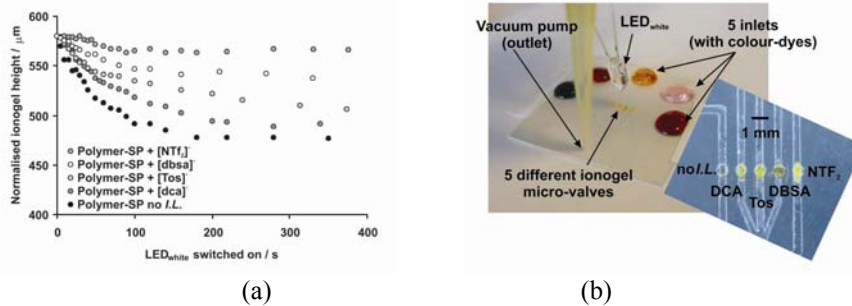 (a)
Normalised ionogel height / μm
600
550
500
450
400
Polymer-SP + [NTf₂]⁻
Polymer-SP + [dbsa]⁻
Polymer-SP + [Tos]⁻
Polymer-SP + [dca]⁻
Polymer-SP no I.L.
0 100 200 300 400
LEDwhite switched on / s
(a)
b)
Vacuum pump
(outlet)
LEDwhite
5 inlets
(with colour-dyes)
5 different ionogel
micro-valves
1 mm
no I.L.
DCA
Tos
DBSA
NTF₂
(b)